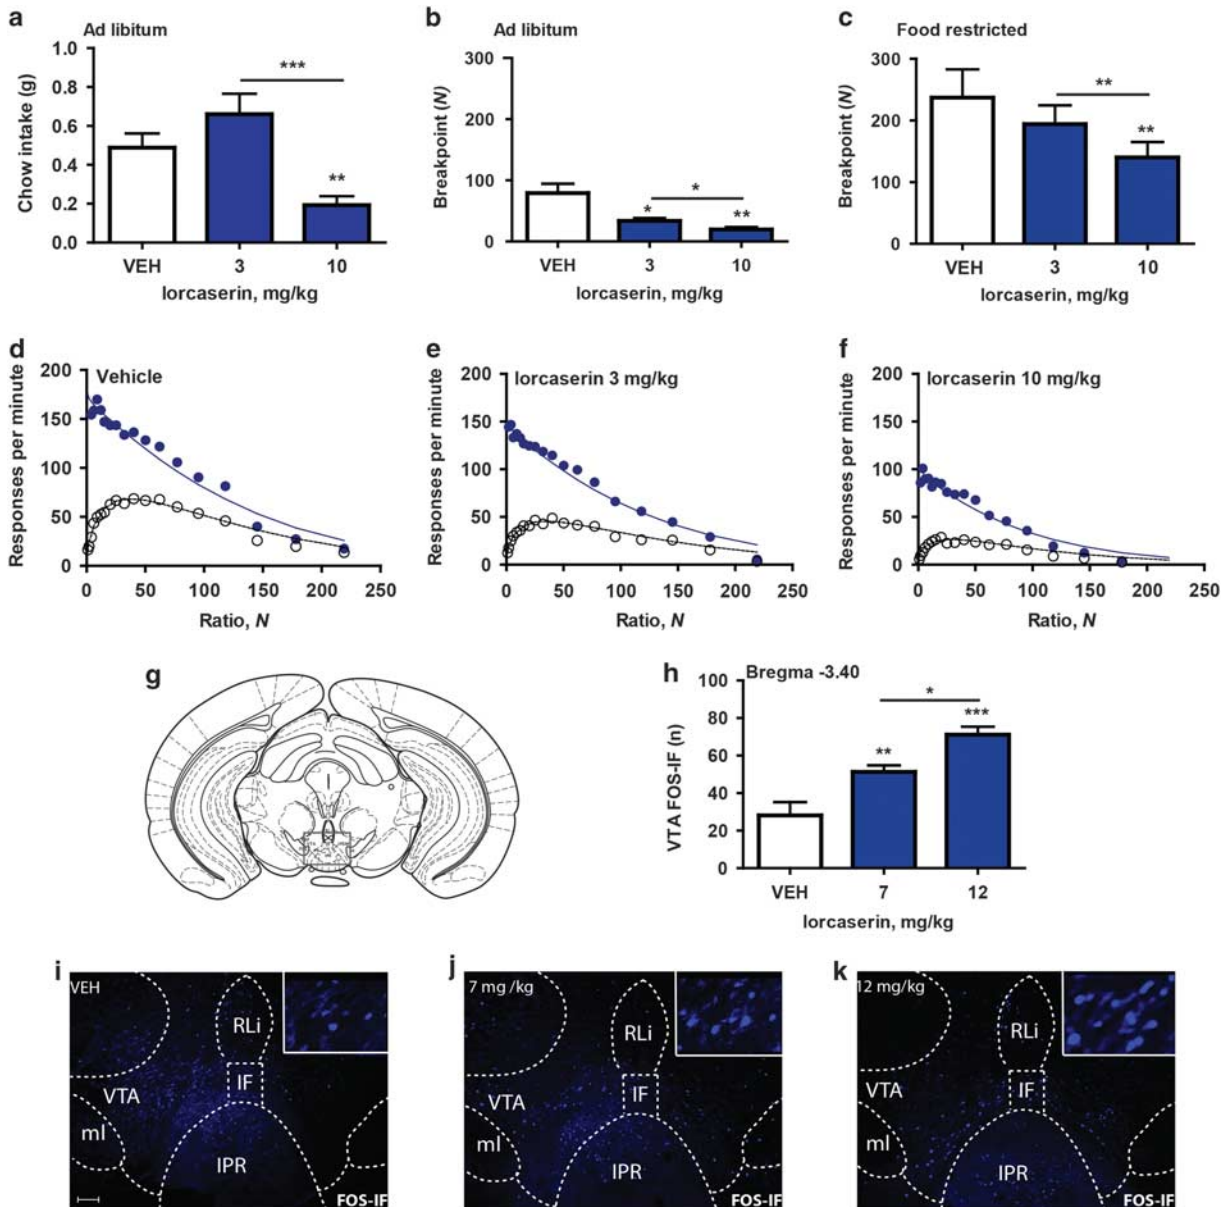 a
Ad libitum
Chow intake (g)
1.0
0.8
0.6
0.4
0.2
0.0
***
**
VEH 3 10
lorcaserin, mg/kg
b
Ad libitum
Breakpoint (N)
300
200
100
0
*
*
**
VEH 3 10
lorcaserin, mg/kg
c
Food restricted
Breakpoint (N)
300
200
100
0
**
**
VEH 3 10
lorcaserin, mg/kg
d
Vehicle
Responses per minute
200
150
100
50
0
0 50 100 150 200 250
Ratio, N
e
lorcaserin 3 mg/kg
Responses per minute
200
150
100
50
0
0 50 100 150 200 250
Ratio, N
f
lorcaserin 10 mg/kg
Responses per minute
200
150
100
50
0
0 50 100 150 200 250
Ratio, N
g
h
Bregma -3.40
VTA FOS-IF (n)
100
80
60
40
20
0
*
**
***
VEH 7 12
lorcaserin, mg/kg
i
VEH
RLi
IF
VTA
ml
IPR
FOS-IF
j
7 mg /kg
RLi
IF
VTA
ml
IPR
FOS-IF
k
12 mg/kg
RLi
IF
VTA
ml
IPR
FOS-IF